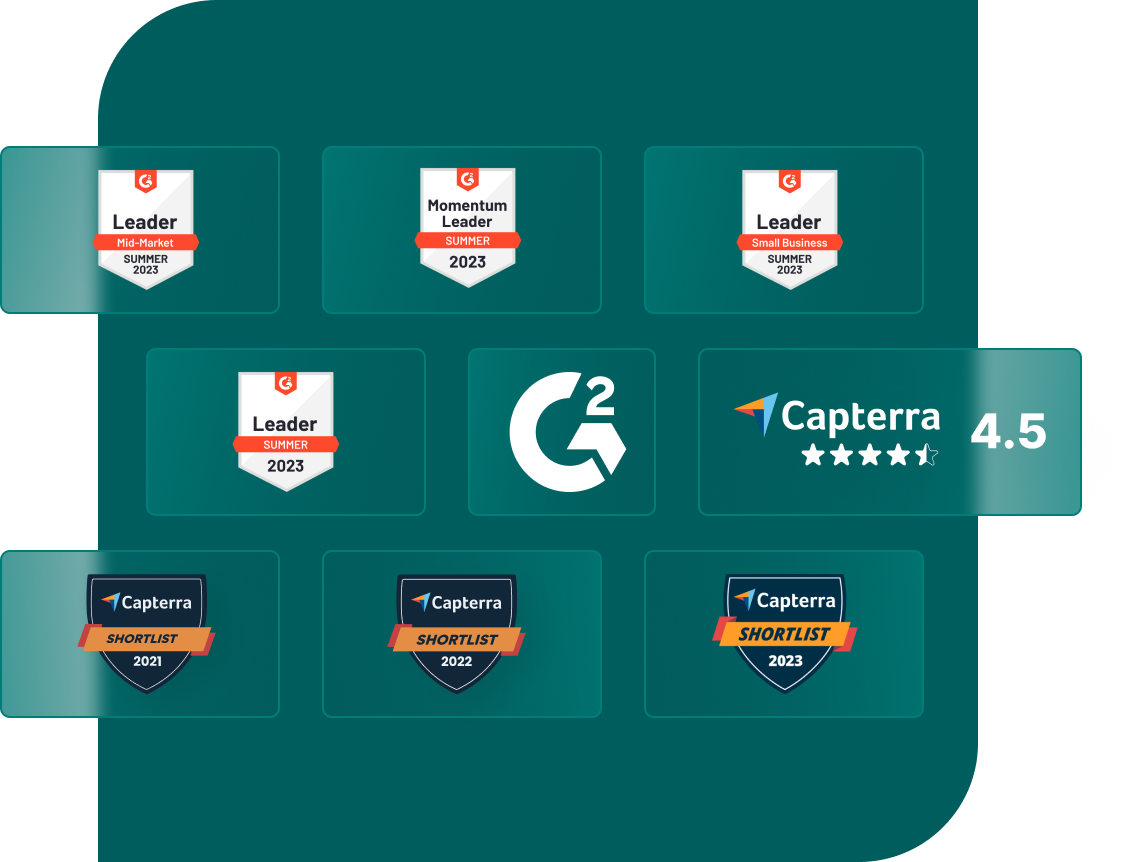 Leader
Mid-Market
SUMMER
2023
Momentum
Leader
SUMMER
2023
Leader
Small Business
SUMMER
2023
Leader
SUMMER
2023
G2
Capterra
4.5
Capterra
SHORTLIST
2021
Capterra
SHORTLIST
2022
Capterra
SHORTLIST
2023